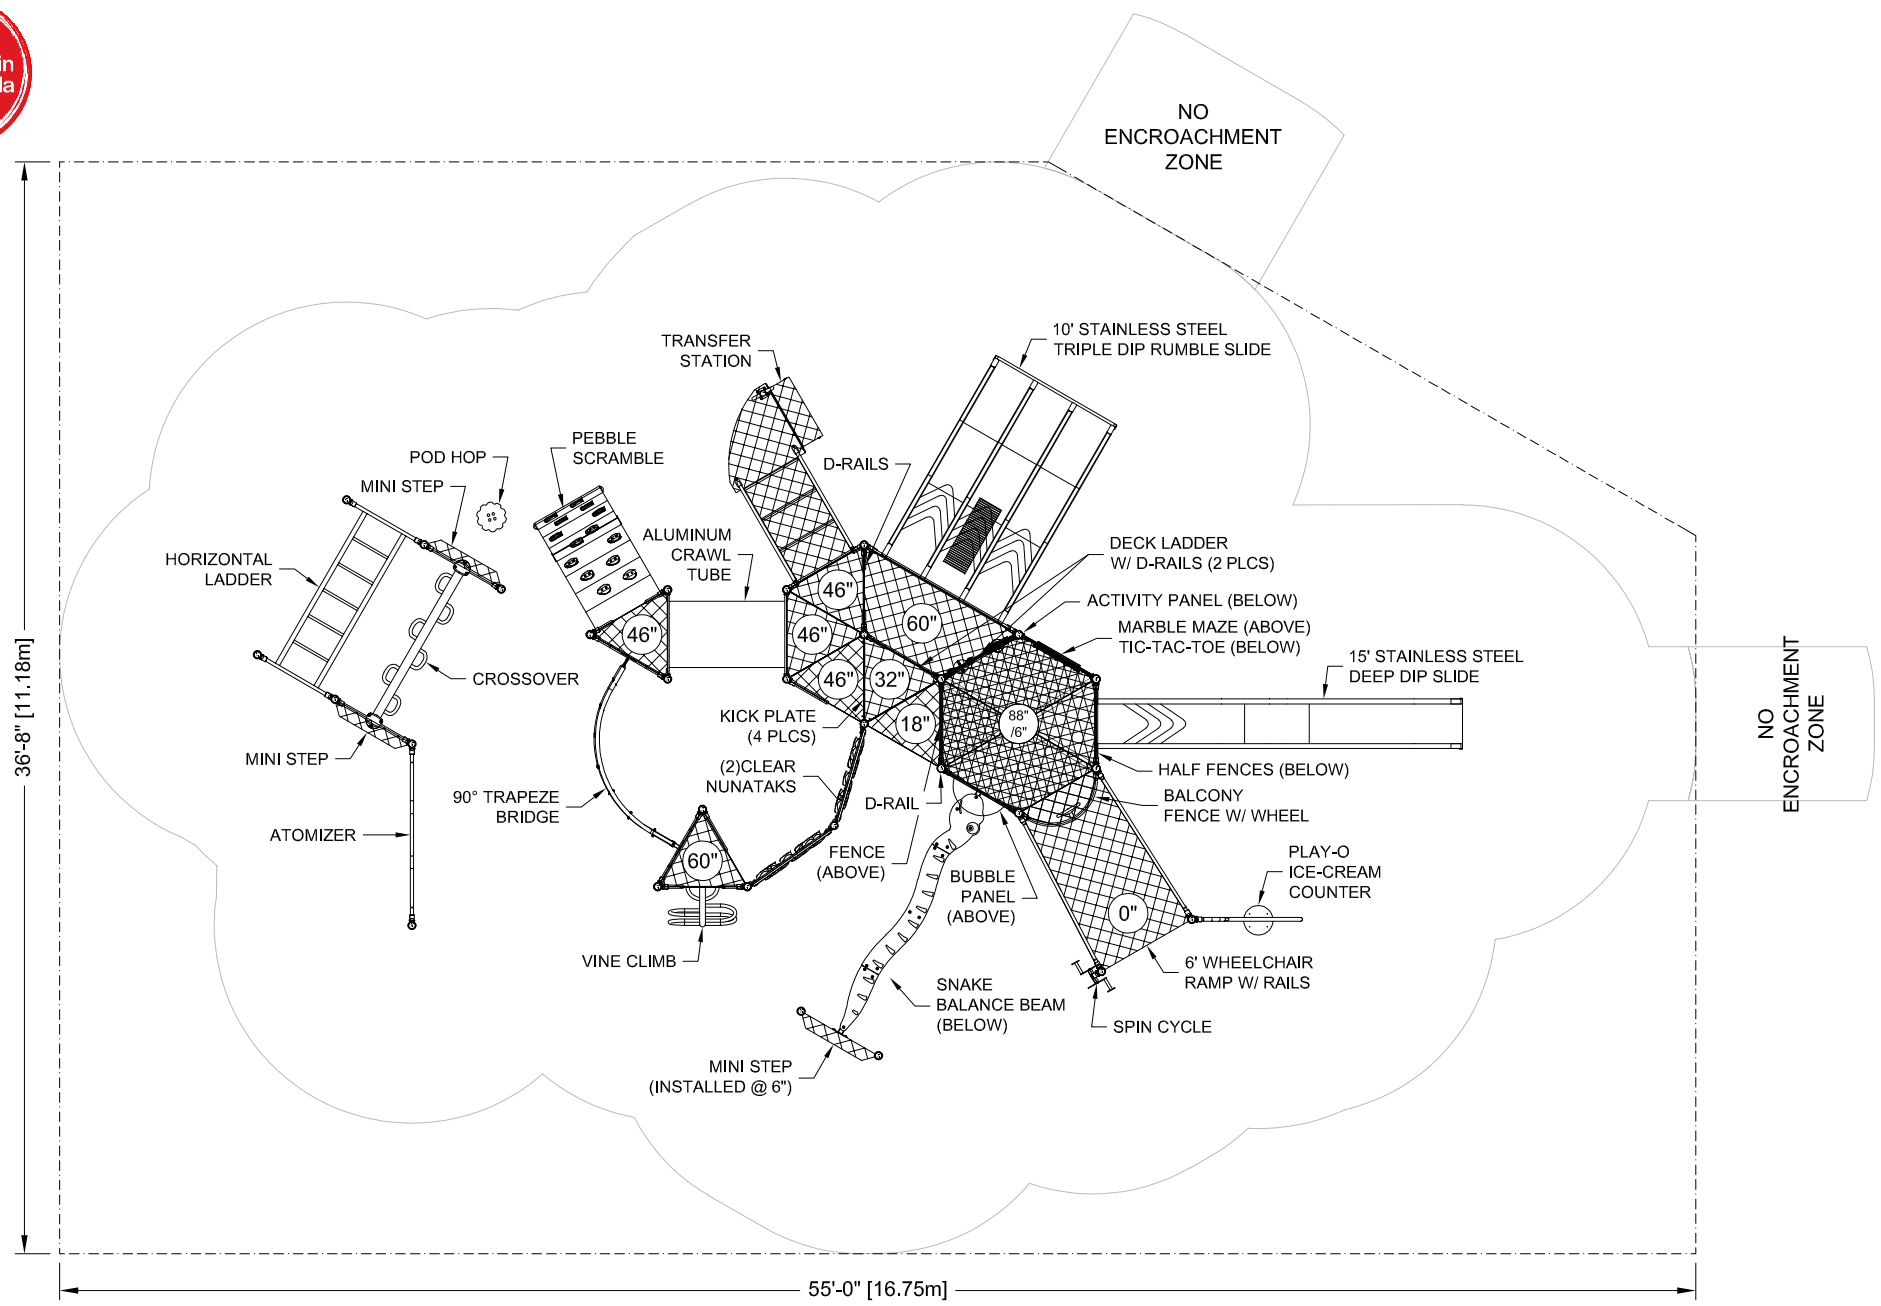 in
da
NO
ENCROACHMENT
ZONE
10' STAINLESS STEEL
TRIPLE DIP RUMBLE SLIDE
TRANSFER
STATION
PEBBLE
SCRAMBLE
D-RAILS
POD HOP
MINI STEP
HORIZONTAL
LADDER
ALUMINUM
CRAWL
TUBE
DECK LADDER
W/ D-RAILS (2 PLCS)
ACTIVITY PANEL (BELOW)
MARBLE MAZE (ABOVE)
TIC-TAC-TOE (BELOW)
15' STAINLESS STEEL
DEEP DIP SLIDE
NO
ENCROACHMENT
ZONE
46"
60"
46"
46"
46"
32"
18"
88"
/6"
CROSSOVER
KICK PLATE
(4 PLCS)
MINI STEP
(2)CLEAR
NUNATAKS
90° TRAPEZE
BRIDGE
D-RAIL
HALF FENCES (BELOW)
BALCONY
FENCE W/ WHEEL
ATOMIZER
60"
FENCE
(ABOVE)
BUBBLE
PANEL
(ABOVE)
PLAY-O
ICE-CREAM
COUNTER
0"
VINE CLIMB
6' WHEELCHAIR
RAMP W/ RAILS
SNAKE
BALANCE BEAM
(BELOW)
SPIN CYCLE
MINI STEP
(INSTALLED @ 6")
36'-8" [11.18m]
55'-0" [16.75m]